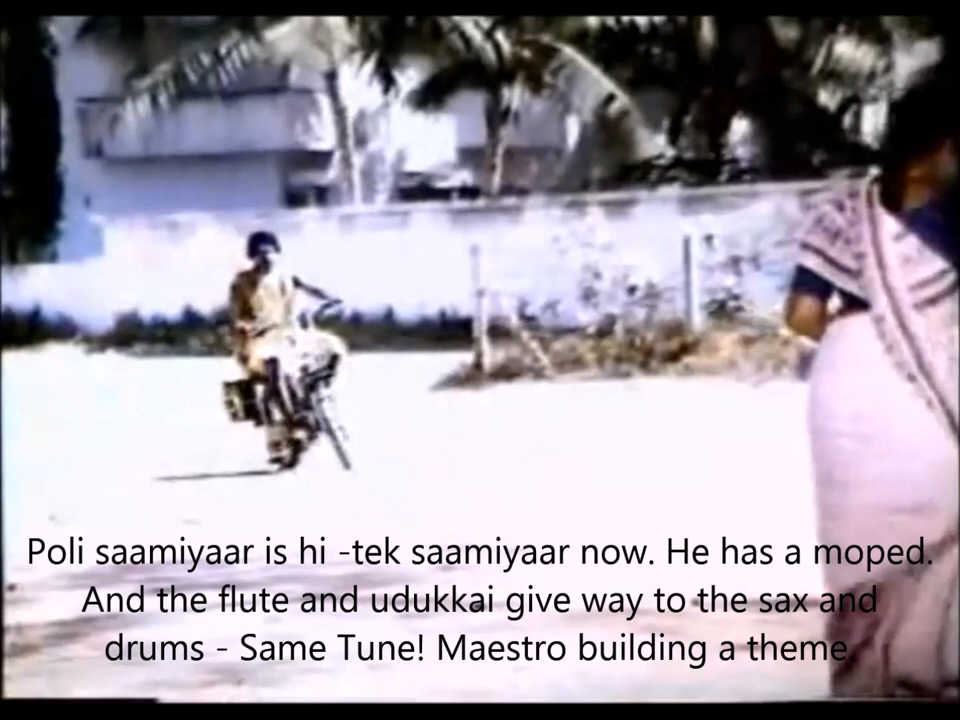 Poli saamiyaar is hi -tek saamiyaar now. He has a moped.
And the flute and udukkai give way to the sax and
drums - Same Tune! Maestro building a theme.